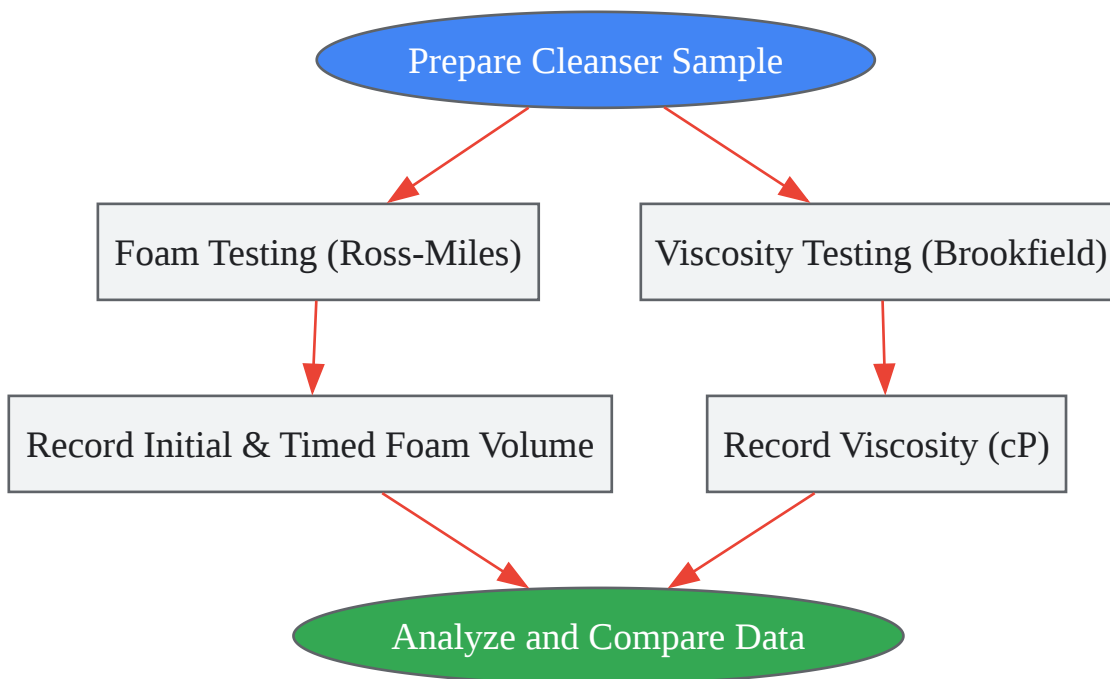 Prepare Cleanser Sample
Foam Testing (Ross-Miles)
Viscosity Testing (Brookfield)
Record Initial & Timed Foam Volume
Record Viscosity (cP)
Analyze and Compare Data